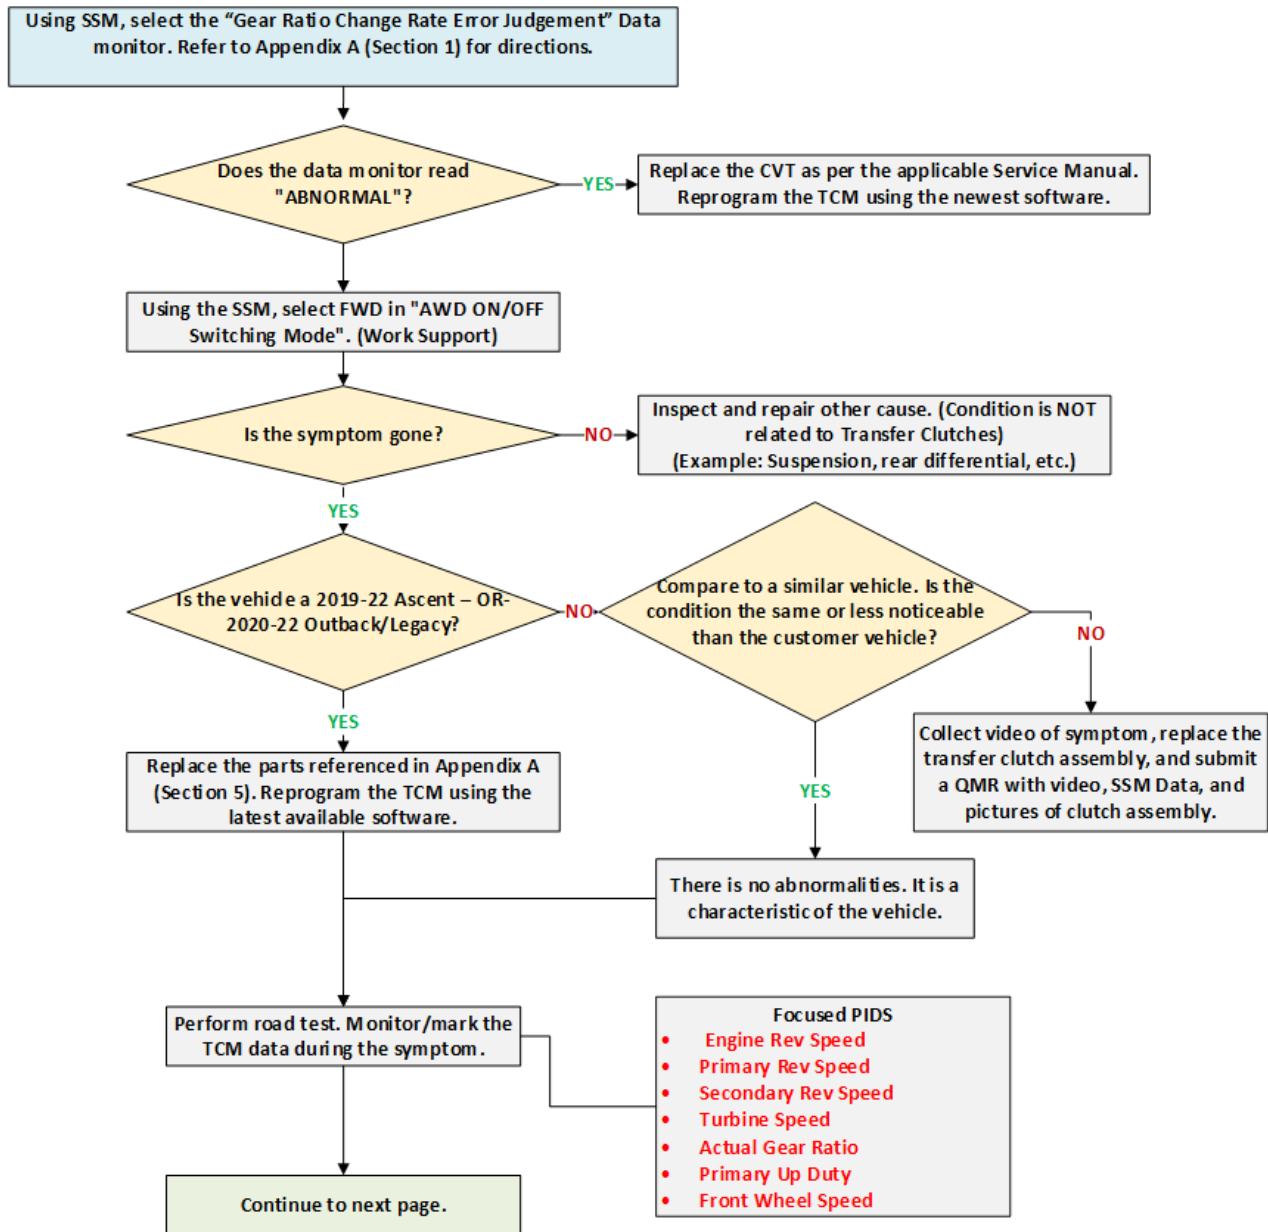 Using SSM, select the “Gear Ratio Change Rate Error Judgement” Data
monitor. Refer to Appendix A (Section 1) for directions.
Does the data monitor read
"ABNORMAL"?
YES
Replace the CVT as per the applicable Service Manual.
Reprogram the TCM using the newest software.
Using the SSM, select FWD in "AWD ON/OFF
Switching Mode". (Work Support)
Is the symptom gone?
NO
Inspect and repair other cause. (Condition is NOT
related to Transfer Clutches)
(Example: Suspension, rear differential, etc.)
YES
Is the vehicle a 2019-22 Ascent – OR-
2020-22 Outback/Legacy?
NO
Compare to a similar vehicle. Is the
condition the same or less noticeable
than the customer vehicle?
NO
Collect video of symptom, replace the
transfer clutch assembly, and submit
a QMR with video, SSM Data, and
pictures of clutch assembly.
YES
Replace the parts referenced in Appendix A
(Section 5). Reprogram the TCM using the
latest available software.
YES
There is no abnormalities. It is a
characteristic of the vehicle.
Perform road test. Monitor/mark the
TCM data during the symptom.
Focused PIDS
• Engine Rev Speed
• Primary Rev Speed
• Secondary Rev Speed
• Turbine Speed
• Actual Gear Ratio
• Primary Up Duty
• Front Wheel Speed
Continue to next page.